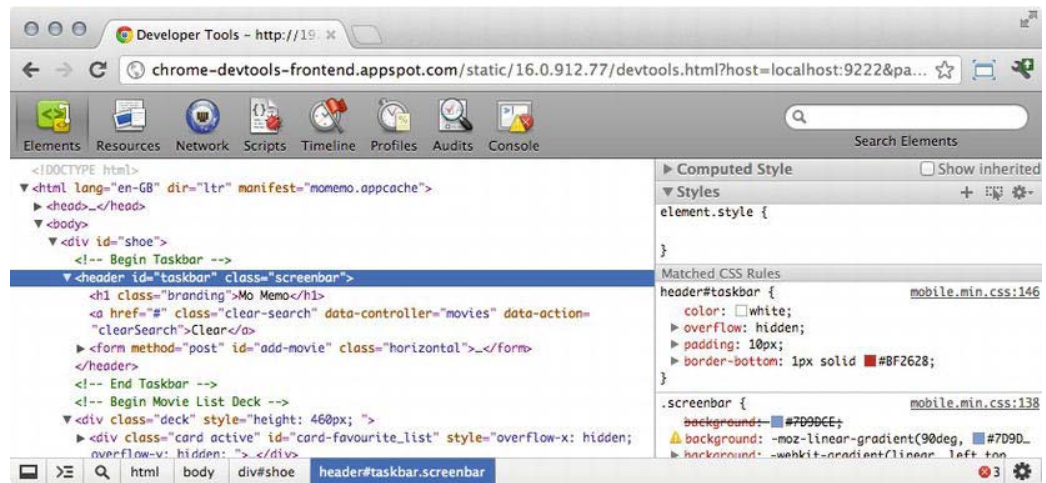 Developer Tools - http://19
chrome-devtools-frontend.appspot.com/static/16.0.912.77/devtools.html?host=localhost:9222&pa...
Elements Resources Network Scripts Timeline Profiles Audits Console
Search Elements
<!DOCTYPE html>
<html lang="en-GB" dir="ltr" manifest="momemo.appcache">
<head>…</head>
<body>
<div id="shoe">
<!-- Begin Taskbar -->
<header id="taskbar" class="screenbar">
<h1 class="branding">Mo Memo</h1>
<a href="#" class="clear-search" data-controller="movies" data-action=
"clearSearch">Clear</a>
<form method="post" id="add-movie" class="horizontal">…</form>
</header>
<!-- End Taskbar -->
<!-- Begin Movie List Deck -->
<div class="deck" style="height: 460px; ">
<div class="card active" id="card-favourite_list" style="overflow-x: hidden;
overflow-y: hidden; ">…</div>
Computed Style Show inherited
Styles
element.style {
}
Matched CSS Rules
header#taskbar { mobile.min.css:146
color: white;
overflow: hidden;
padding: 10px;
border-bottom: 1px solid #BF2628;
}
.screenbar { mobile.min.css:138
background: #7D9DCE;
background: -moz-linear-gradient(90deg, #7D9D…
background: -webkit-gradient(linear, left top,
html body div#shoe header#taskbar.screenbar 3